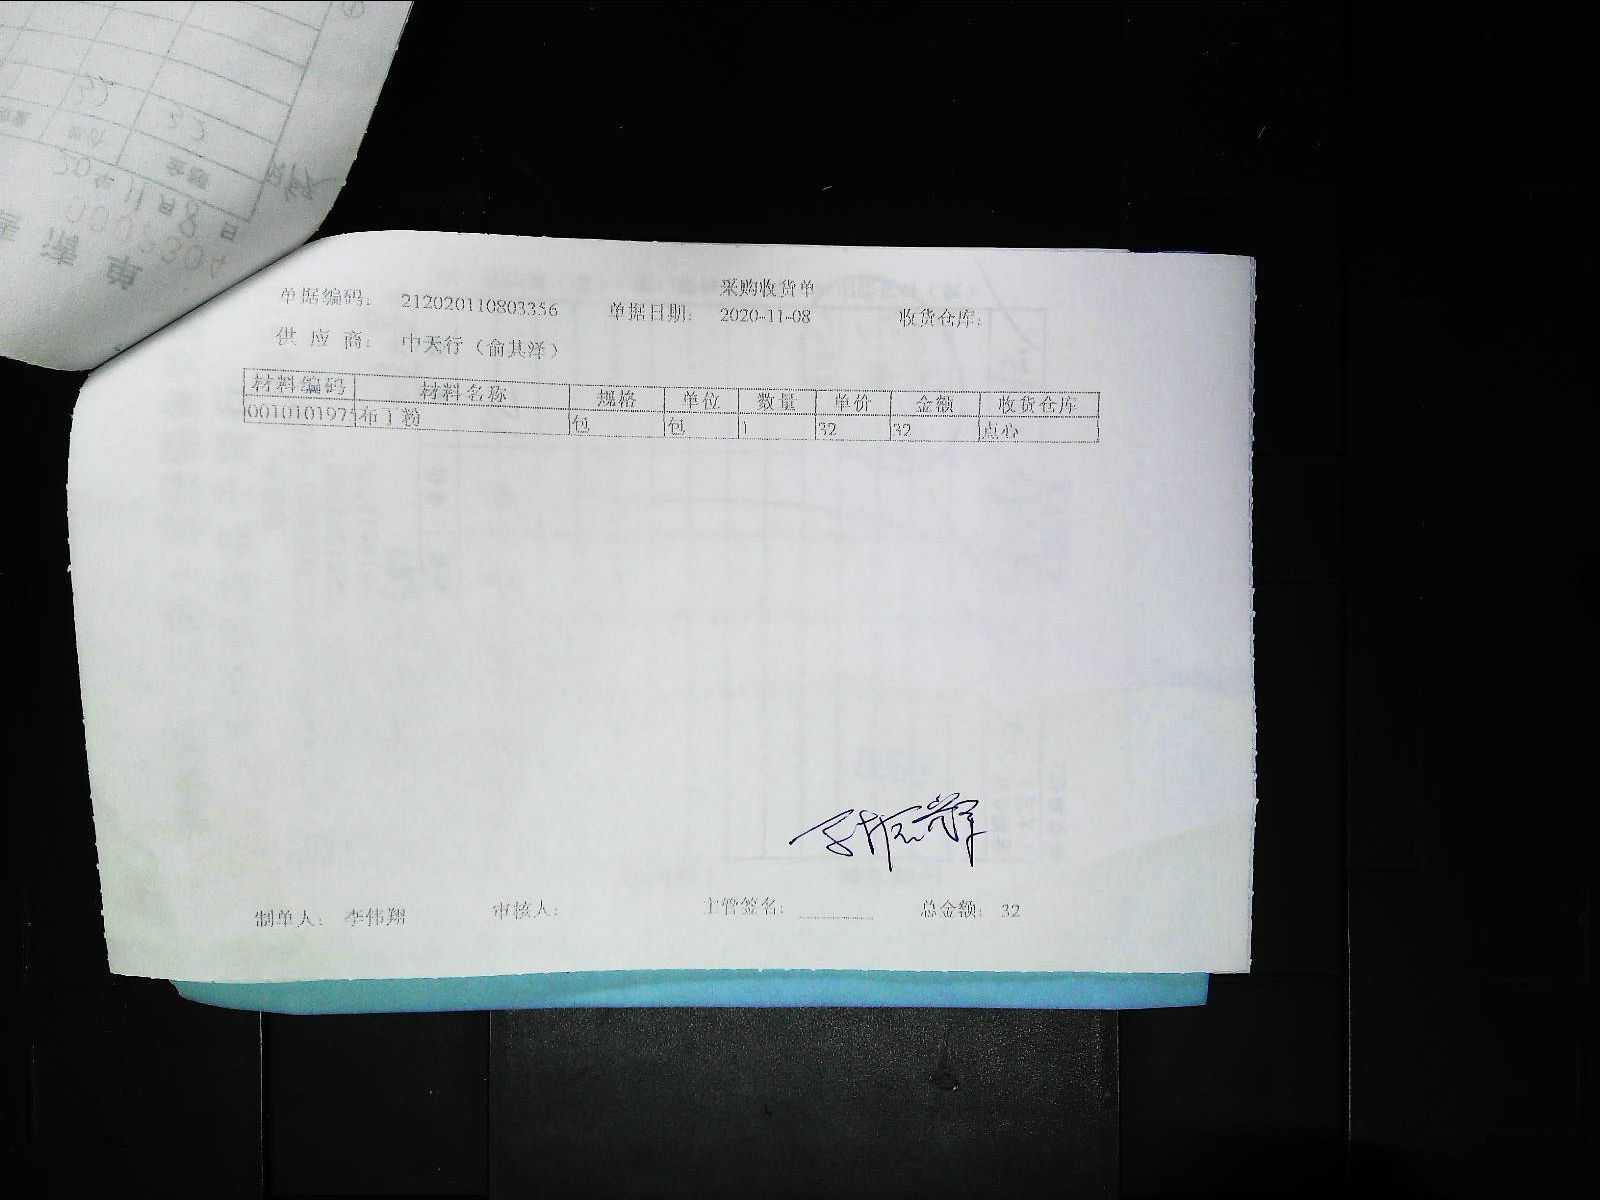 采购收货单
单据编码： 212020110803356 单据日期： 2020-11-08 收货仓库：
供 应 商： 中天行（俞其泽）
材料编码 材料名称 规格 单位 数量 单价 金额 收货仓库
0010101975 布丁粉 包 包 1 32 32 点心
制单人： 李伟翔 审核人： 主管签名： 总金额： 32